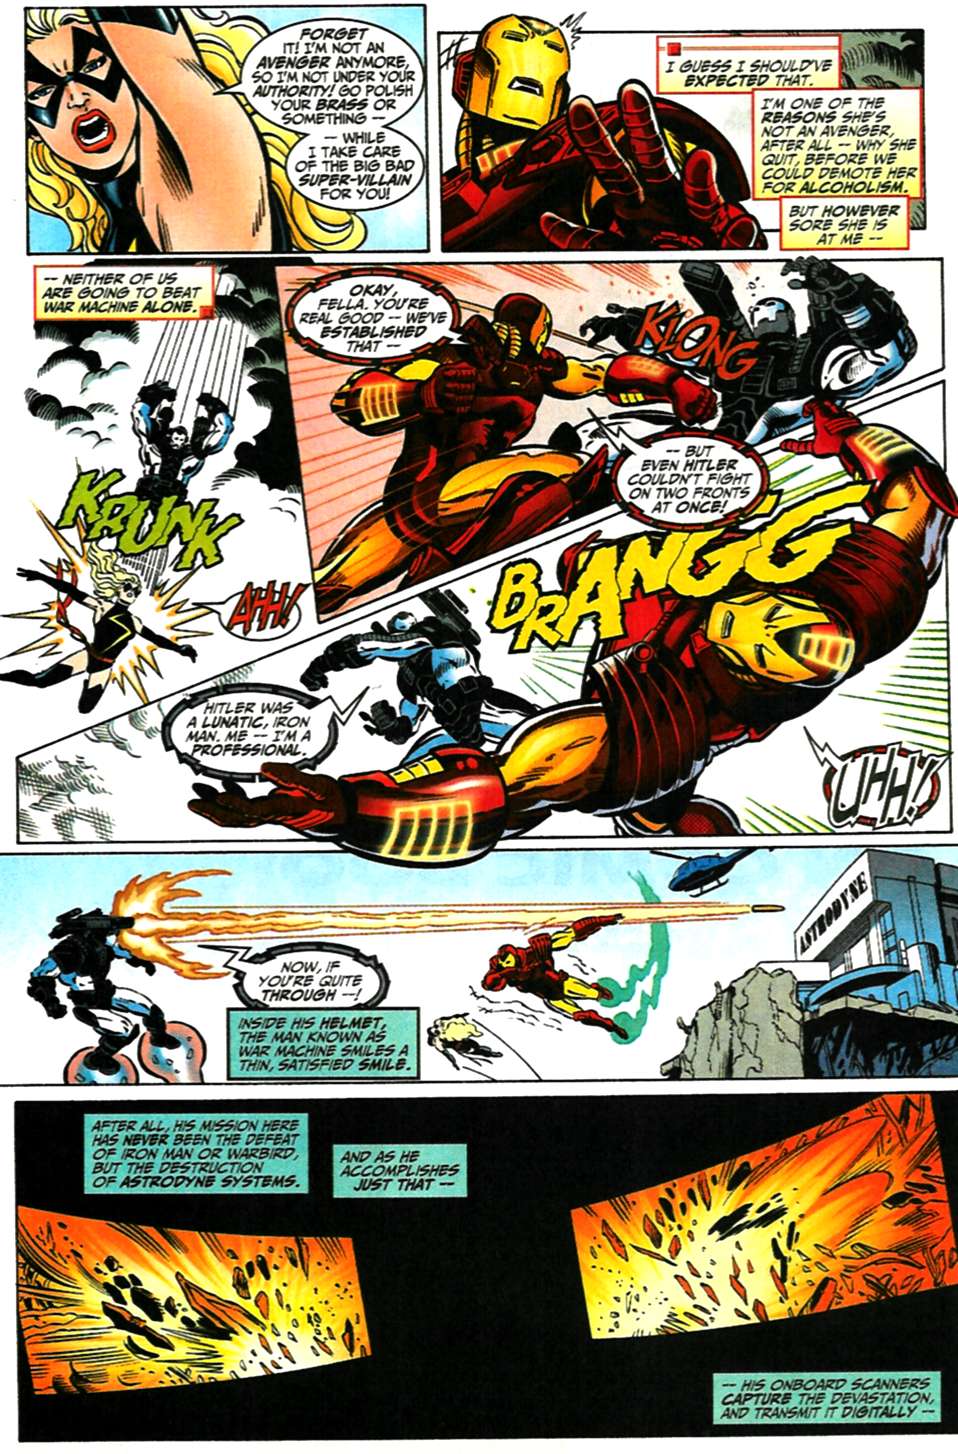 FORGET
IT! I'M NOT AN
AVENGER ANYMORE,
SO I'M NOT UNDER YOUR
AUTHORITY! GO POLISH
YOUR BRASS OR
SOMETHING --
-- WHILE
I TAKE CARE
OF THE BIG BAD
SUPER-VILLAIN
FOR YOU!
I GUESS I SHOULD'VE
EXPECTED THAT.
I'M ONE OF THE
REASONS SHE'S
NOT AN AVENGER,
AFTER ALL -- WHY SHE
QUIT, BEFORE WE
COULD DEMOTE HER
FOR ALCOHOLISM.
BUT HOWEVER
SORE SHE IS
AT ME --
-- NEITHER OF US
ARE GOING TO BEAT
WAR MACHINE ALONE.
KRUNK
AHH!
OKAY,
FELLA. YOU'RE
REAL GOOD -- WE'VE
ESTABLISHED
THAT --
KLONG
-- BUT
EVEN HITLER
COULDN'T FIGHT
ON TWO FRONTS
AT ONCE!
BRANGG
HITLER WAS
A LUNATIC, IRON
MAN. ME -- I'M A
PROFESSIONAL.
UHH!
NOW, IF
YOU'RE QUITE
THROUGH --!
ASTRODYNE
INSIDE HIS HELMET,
THE MAN KNOWN AS
WAR MACHINE SMILES A
THIN, SATISFIED SMILE.
AFTER ALL, HIS MISSION HERE
HAS NEVER BEEN THE DEFEAT
OF IRON MAN OR WARBIRD,
BUT THE DESTRUCTION
OF ASTRODYNE SYSTEMS.
AND AS HE
ACCOMPLISHES
JUST THAT --
-- HIS ONBOARD SCANNERS
CAPTURE THE DEVASTATION,
AND TRANSMIT IT DIGITALLY --